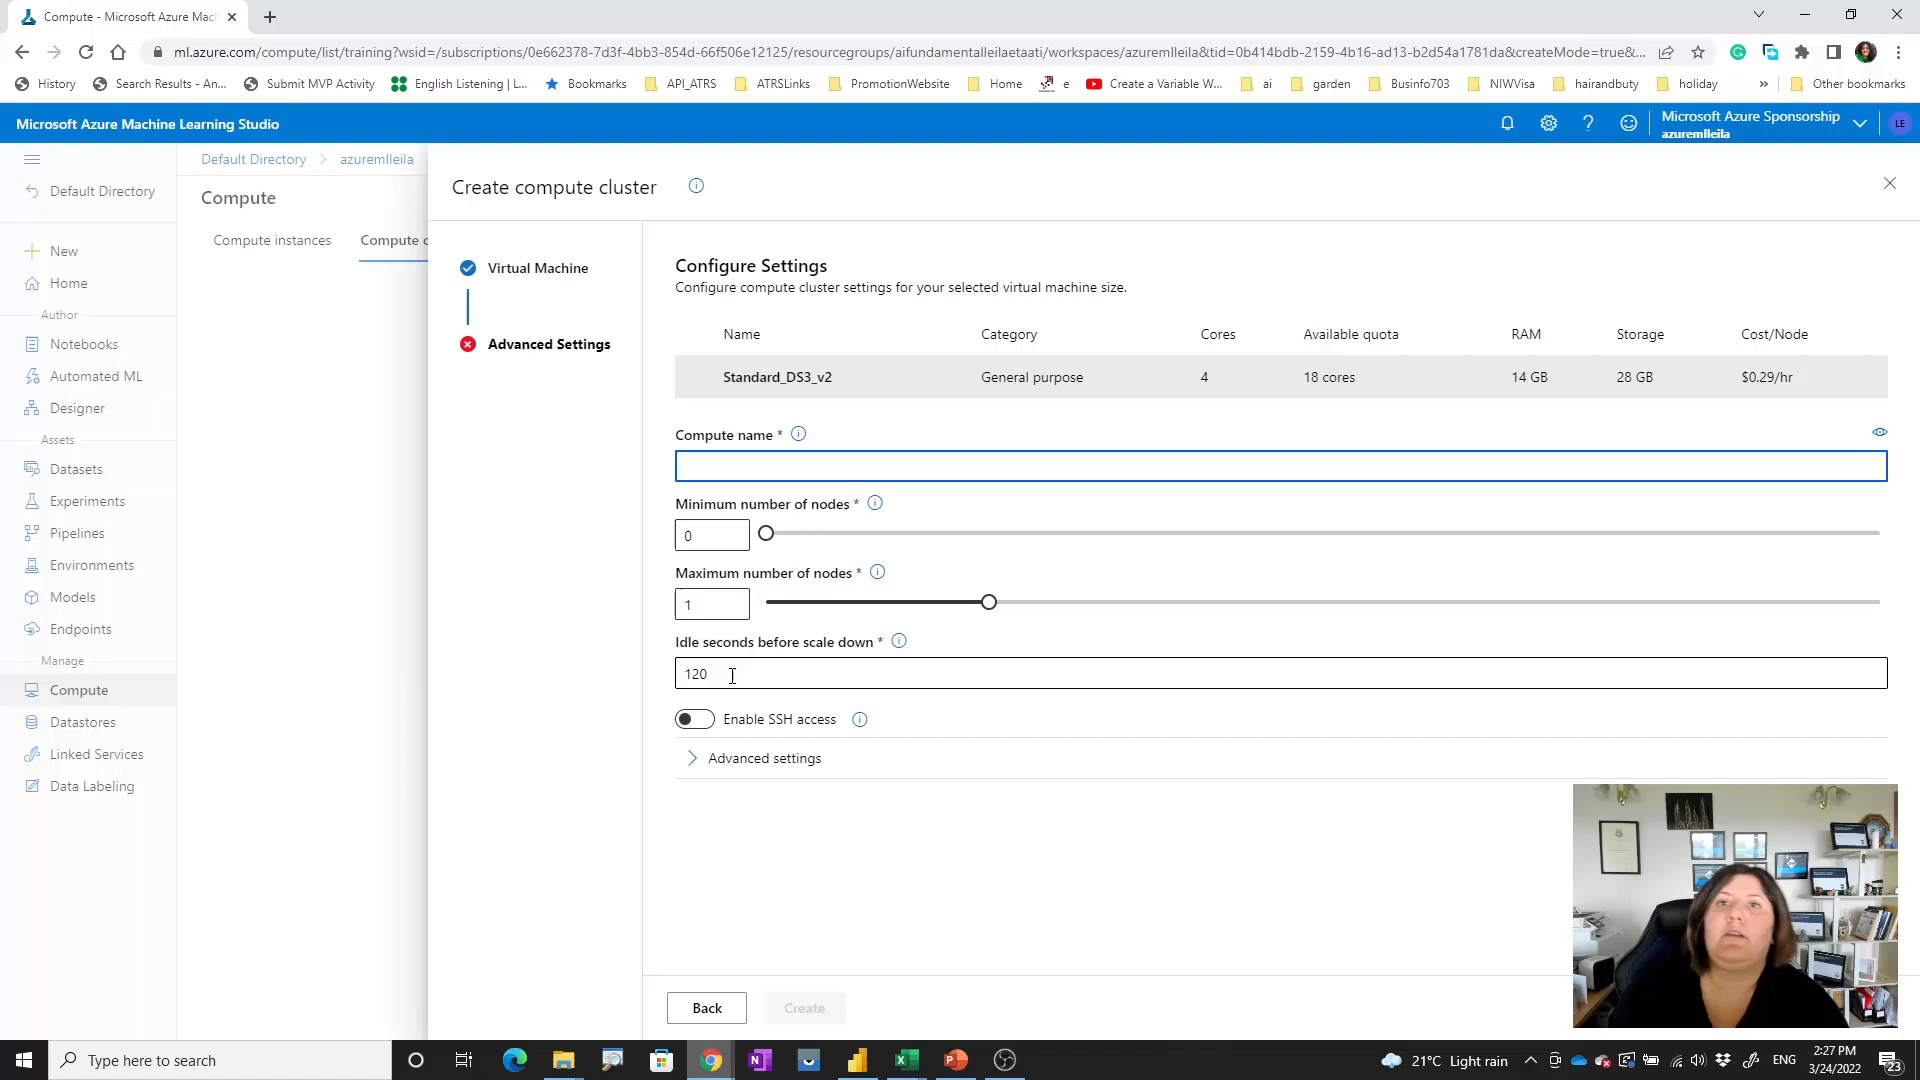 Compute - Microsoft Azure Mach
ml.azure.com/compute/list/training?wsid=/subscriptions/0e662378-7d3f-4bb3-854d-66f506e12125/resourcegroups/aifundamentalleilaetaati/workspaces/azuremlleila&tid=0b414bdb-2159-4b16-ad13-b2d54a1781da&createMode=true&...
History
Search Results - An...
Submit MVP Activity
English Listening | L...
Bookmarks
API_ATRS
ATRSLinks
PromotionWebsite
Home
e
Create a Variable W...
ai
garden
Businfo703
NIWVisa
hairandbuty
holiday
»
Other bookmarks
Microsoft Azure Machine Learning Studio
Microsoft Azure Sponsorship
azuremlleila
LE
Default Directory
azuremlleila
Default Directory
Compute
Compute instances
Compute c
New
Home
Author
Notebooks
Automated ML
Designer
Assets
Datasets
Experiments
Pipelines
Environments
Models
Endpoints
Manage
Compute
Datastores
Linked Services
Data Labeling
Create compute cluster
Virtual Machine
Advanced Settings
Configure Settings
Configure compute cluster settings for your selected virtual machine size.
Name Category Cores Available quota RAM Storage Cost/Node
Standard_DS3_v2 General purpose 4 18 cores 14 GB 28 GB $0.29/hr
Compute name *
Minimum number of nodes *
0
Maximum number of nodes *
1
Idle seconds before scale down *
120
Enable SSH access
Advanced settings
Back
Create
Type here to search
21°C Light rain
ENG
2:27 PM
3/24/2022
23